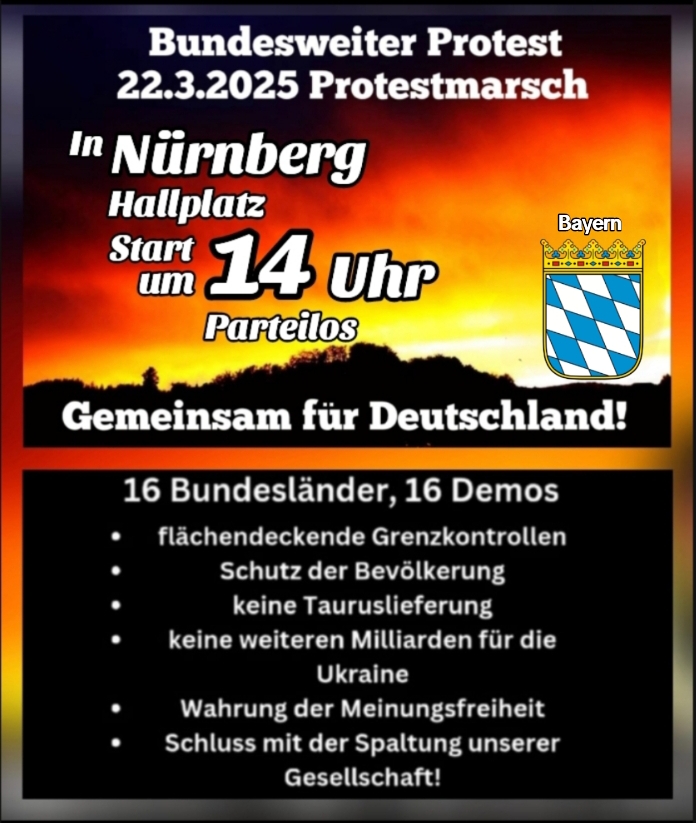 Bundesweiter Protest
22.3.2025 Protestmarsch
In Nürnberg
Hallplatz
Start
um 14 Uhr
Parteilos
Bayern
Gemeinsam für Deutschland!
16 Bundesländer, 16 Demos
• flächendeckende Grenzkontrollen
• Schutz der Bevölkerung
• keine Tauruslieferung
• keine weiteren Milliarden für die
Ukraine
• Wahrung der Meinungsfreiheit
• Schluss mit der Spaltung unserer
Gesellschaft!